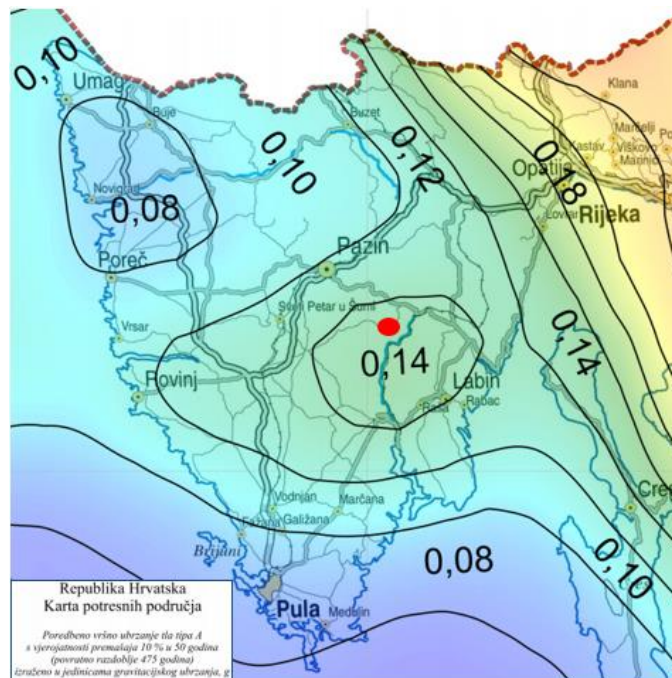 0,10
Umag
Buje
Buzet
Klana
Marčelji
Kastav
Viškovo
Marinić
0,12
0,18
Opatija
0,10
Novigrad
0,08
Lovran
Rijeka
Pazin
Poreč
Sveti Petar u Šumi
Vrsar
0,14
0,14
Rovinj
Labin
Raša
Rabac
Cres
Vodnjan
Marčana
Fažana
Galižana
Brijuni
0,08
0,10
Pula
Medulin
Republika Hrvatska
Karta potresnih područja
Poredbeno vršno ubrzanje tla tipa A
s vjerojatnosti premašaja 10 % u 50 godina
(povratno razdoblje 475 godina)
izraženo u jedinicama gravitacijskog ubrzanja, g